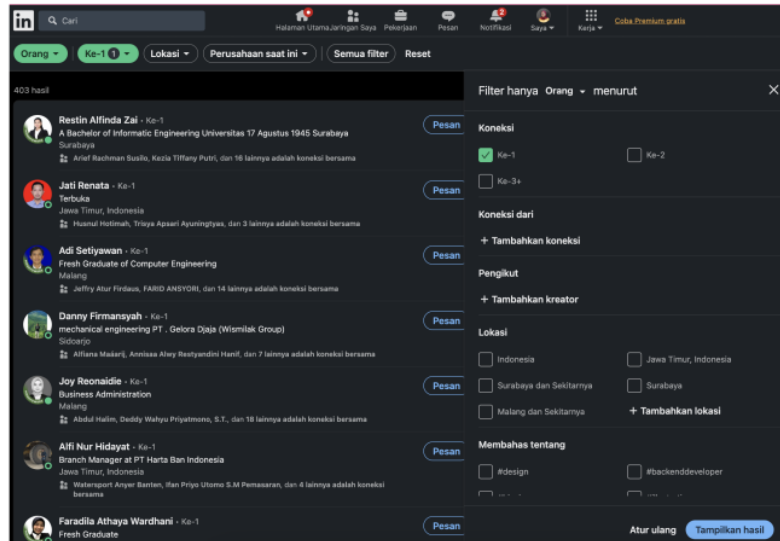 in
Cari
Halaman Utama
Jaringan Saya
Pekerjaan
Pesan
Notifikasi
Saya
Kerja
Coba Premium gratis
Orang
Ke-1 1
Lokasi
Perusahaan saat ini
Semua filter
Reset
403 hasil
Restin Alfinda Zai · Ke-1
A Bachelor of Informatic Engineering Universitas 17 Agustus 1945 Surabaya
Surabaya
Arief Rachman Susilo, Kezia Tiffany Putri, dan 16 lainnya adalah koneksi bersama
Pesan
Jati Renata · Ke-1
Terbuka
Jawa Timur, Indonesia
Husnul Hotimah, Trisya Apsari Ayuningtyas, dan 3 lainnya adalah koneksi bersama
Pesan
Adi Setiyawan · Ke-1
Fresh Graduate of Computer Engineering
Malang
Jeffry Atur Firdaus, FARID ANSYORI, dan 14 lainnya adalah koneksi bersama
Pesan
Danny Firmansyah · Ke-1
mechanical engineering PT . Gelora Djaja (Wismilak Group)
Sidoarjo
Alfiana Maśarij, Annissa Alwy Restyandini Hanif, dan 7 lainnya adalah koneksi bersama
Pesan
Joy Reonaidie · Ke-1
Business Administration
Malang
Abdul Halim, Deddy Wahyu Priyatmono, S.T., dan 18 lainnya adalah koneksi bersama
Pesan
Alfi Nur Hidayat · Ke-1
Branch Manager at PT Harta Ban Indonesia
Jawa Timur, Indonesia
Watersport Anyer Banten, Ifan Priyo Utomo S.M Pemasaran, dan 4 lainnya adalah koneksi
bersama
Pesan
Faradila Athaya Wardhani · Ke-1
Fresh Graduate
Pesan
Filter hanya Orang menurut
Koneksi
Ke-1
Ke-2
Ke-3+
Koneksi dari
+ Tambahkan koneksi
Pengikut
+ Tambahkan kreator
Lokasi
Indonesia
Jawa Timur, Indonesia
Surabaya dan Sekitarnya
Surabaya
Malang dan Sekitarnya
+ Tambahkan lokasi
Membahas tentang
#design
#backenddeveloper
Atur ulang
Tampilkan hasil